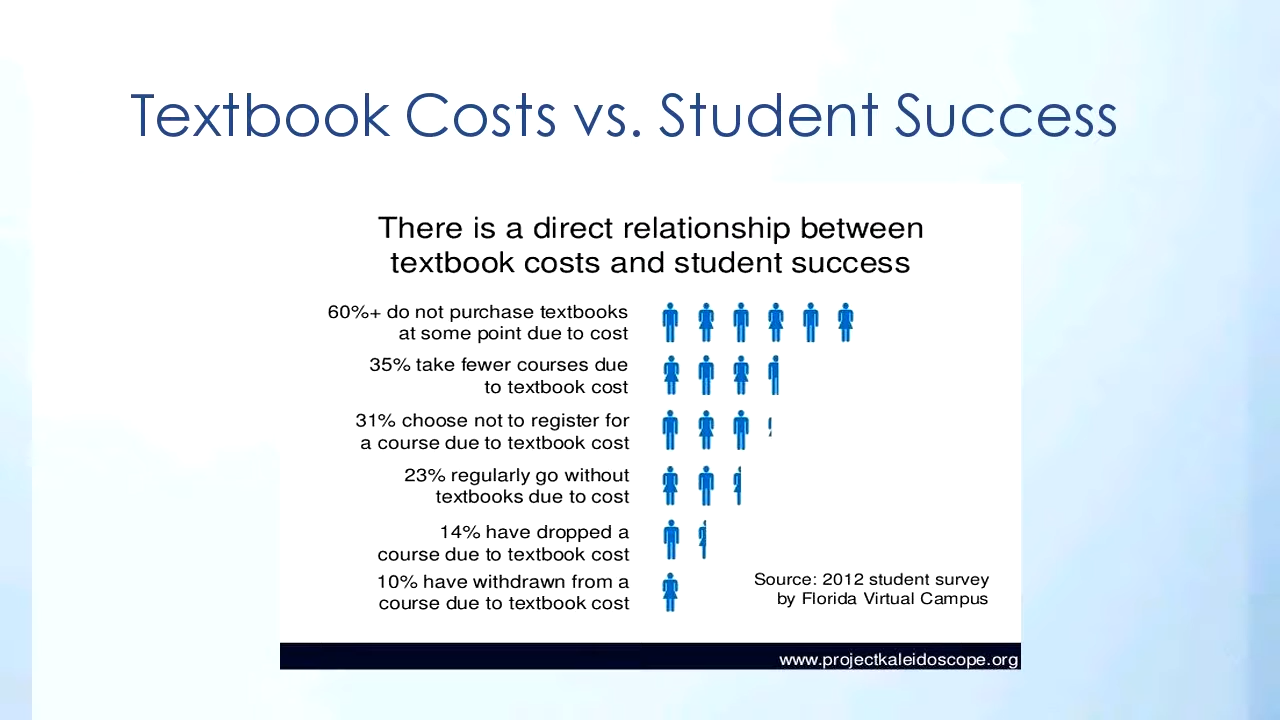 Textbook Costs vs. Student Success
There is a direct relationship between
textbook costs and student success
60%+ do not purchase textbooks
at some point due to cost
35% take fewer courses due
to textbook cost
31% choose not to register for
a course due to textbook cost
23% regularly go without
textbooks due to cost
14% have dropped a
course due to textbook cost
10% have withdrawn from a
course due to textbook cost
Source: 2012 student survey
by Florida Virtual Campus
www.projectkaleidoscope.org